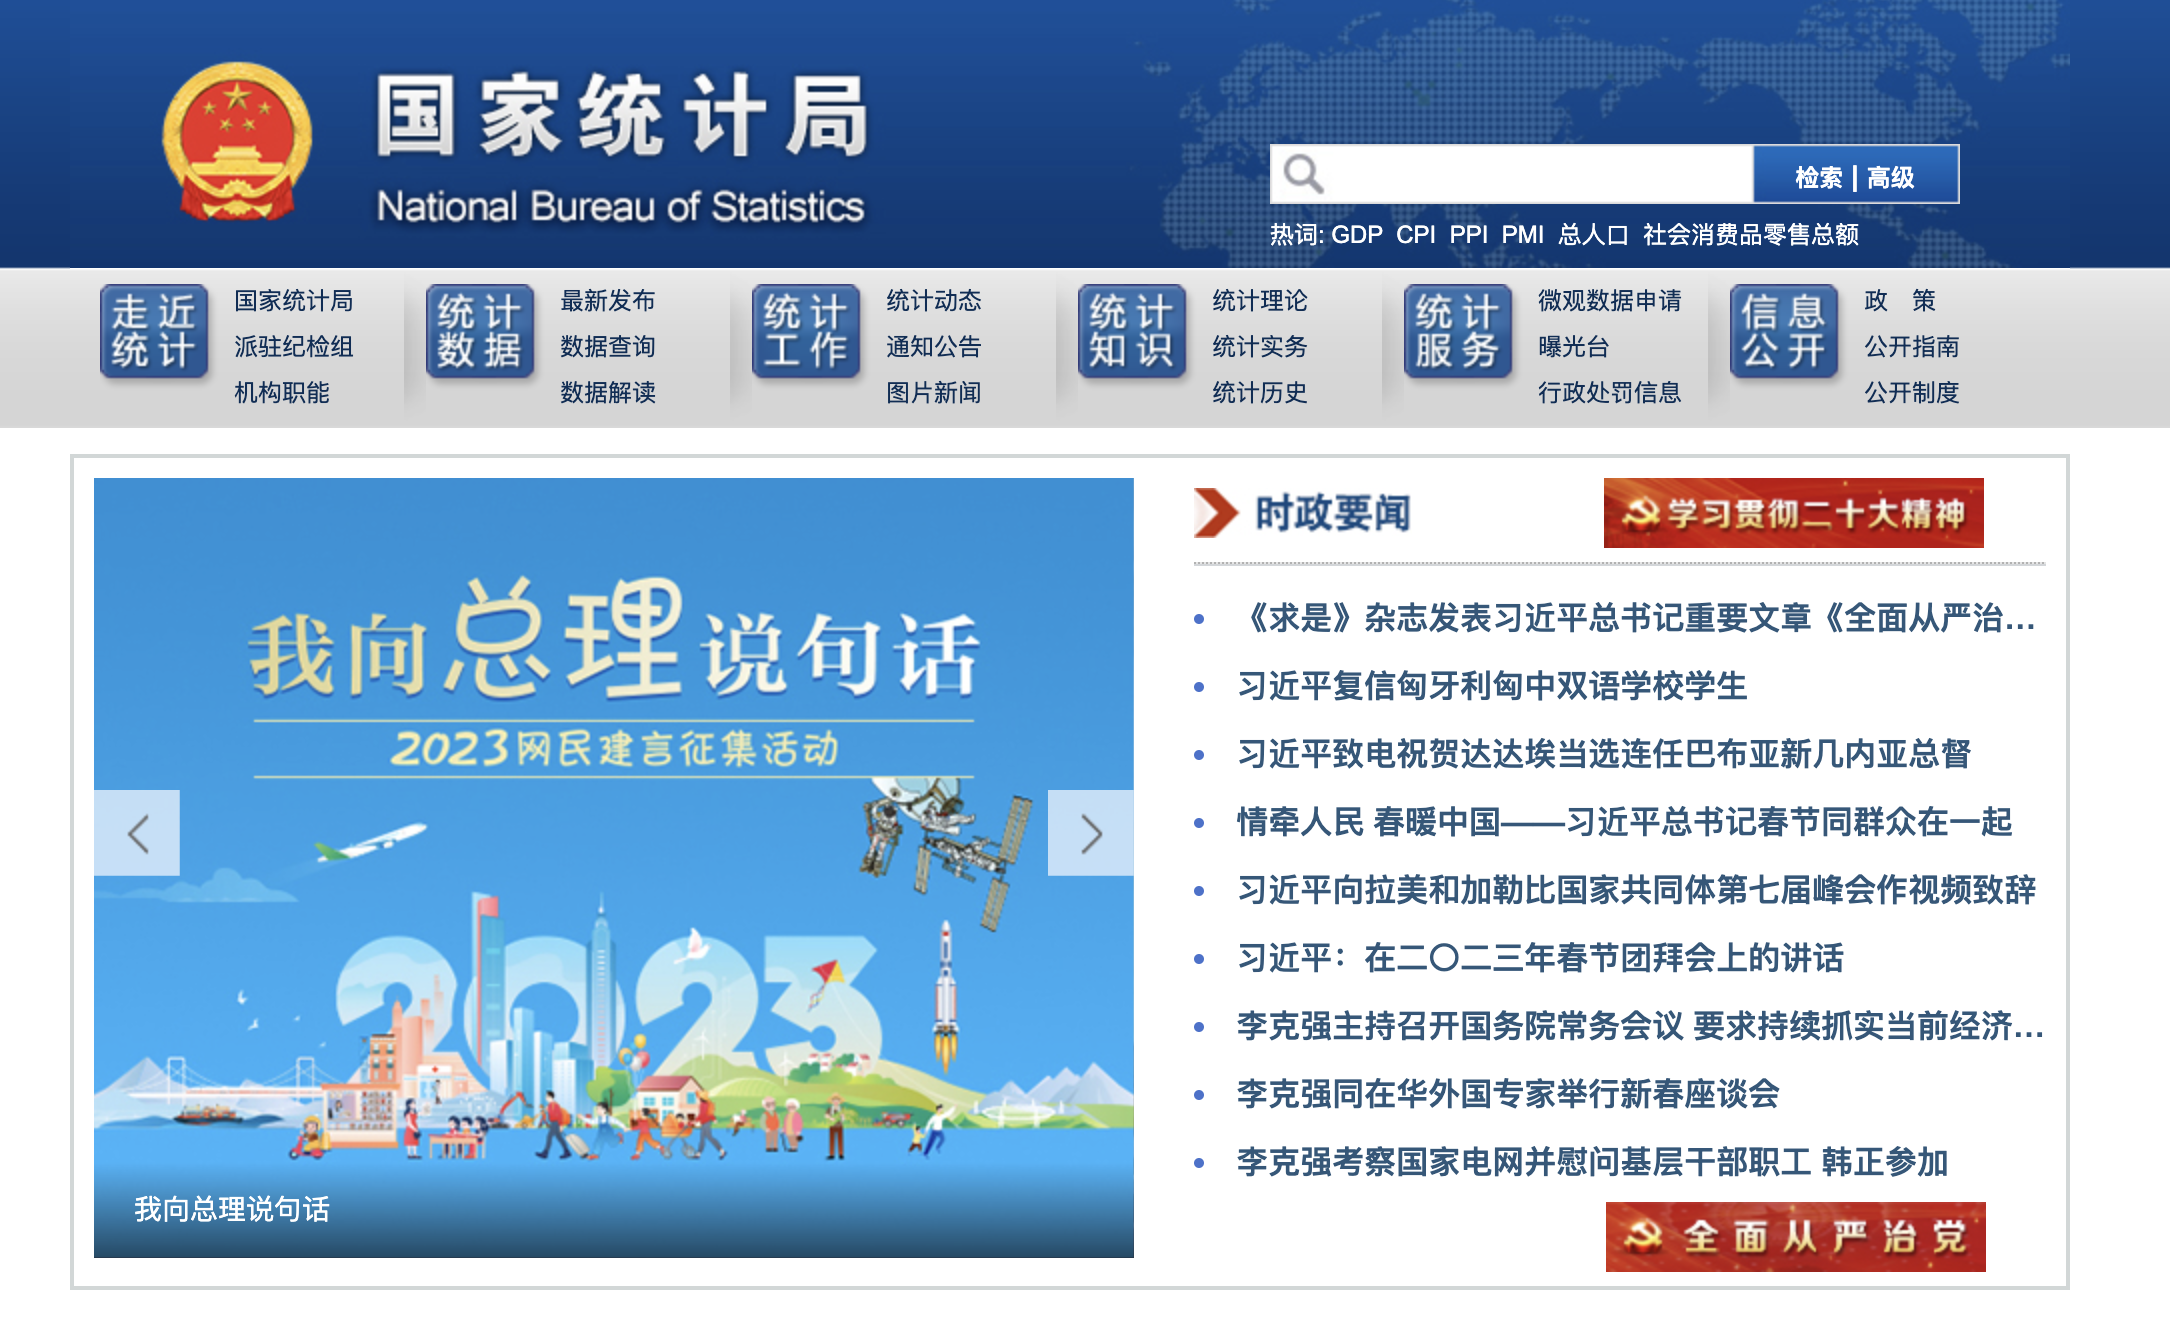 国家统计局
National Bureau of Statistics
检索 | 高级
热词: GDP CPI PPI PMI 总人口 社会消费品零售总额
走近统计
国家统计局
派驻纪检组
机构职能
统计数据
最新发布
数据查询
数据解读
统计工作
统计动态
通知公告
图片新闻
统计知识
统计理论
统计实务
统计历史
统计服务
微观数据申请
曝光台
行政处罚信息
信息公开
政 策
公开指南
公开制度
我向总理说句话
2023网民建言征集活动
2023
我向总理说句话
时政要闻
学习贯彻二十大精神
《求是》杂志发表习近平总书记重要文章《全面从严治...
习近平复信匈牙利匈中双语学校学生
习近平致电祝贺达达埃当选连任巴布亚新几内亚总督
情牵人民 春暖中国——习近平总书记春节同群众在一起
习近平向拉美和加勒比国家共同体第七届峰会作视频致辞
习近平：在二〇二三年春节团拜会上的讲话
李克强主持召开国务院常务会议 要求持续抓实当前经济...
李克强同在华外国专家举行新春座谈会
李克强考察国家电网并慰问基层干部职工 韩正参加
全面从严治党